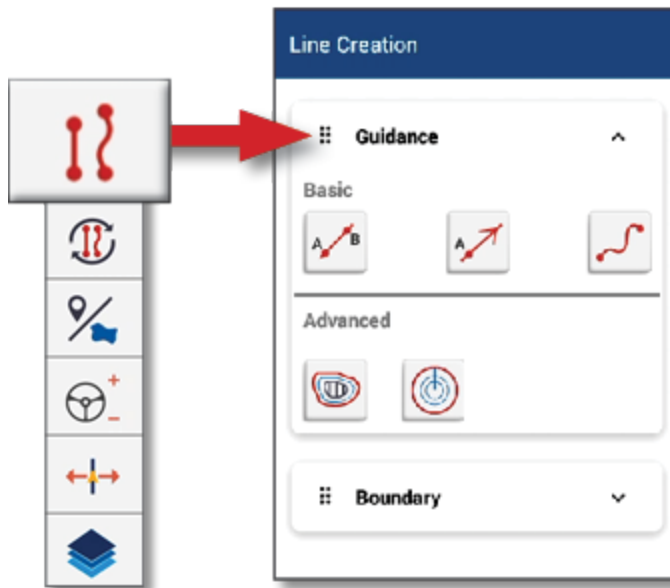 Line Creation
Guidance
Basic
A B
A
Advanced
Boundary